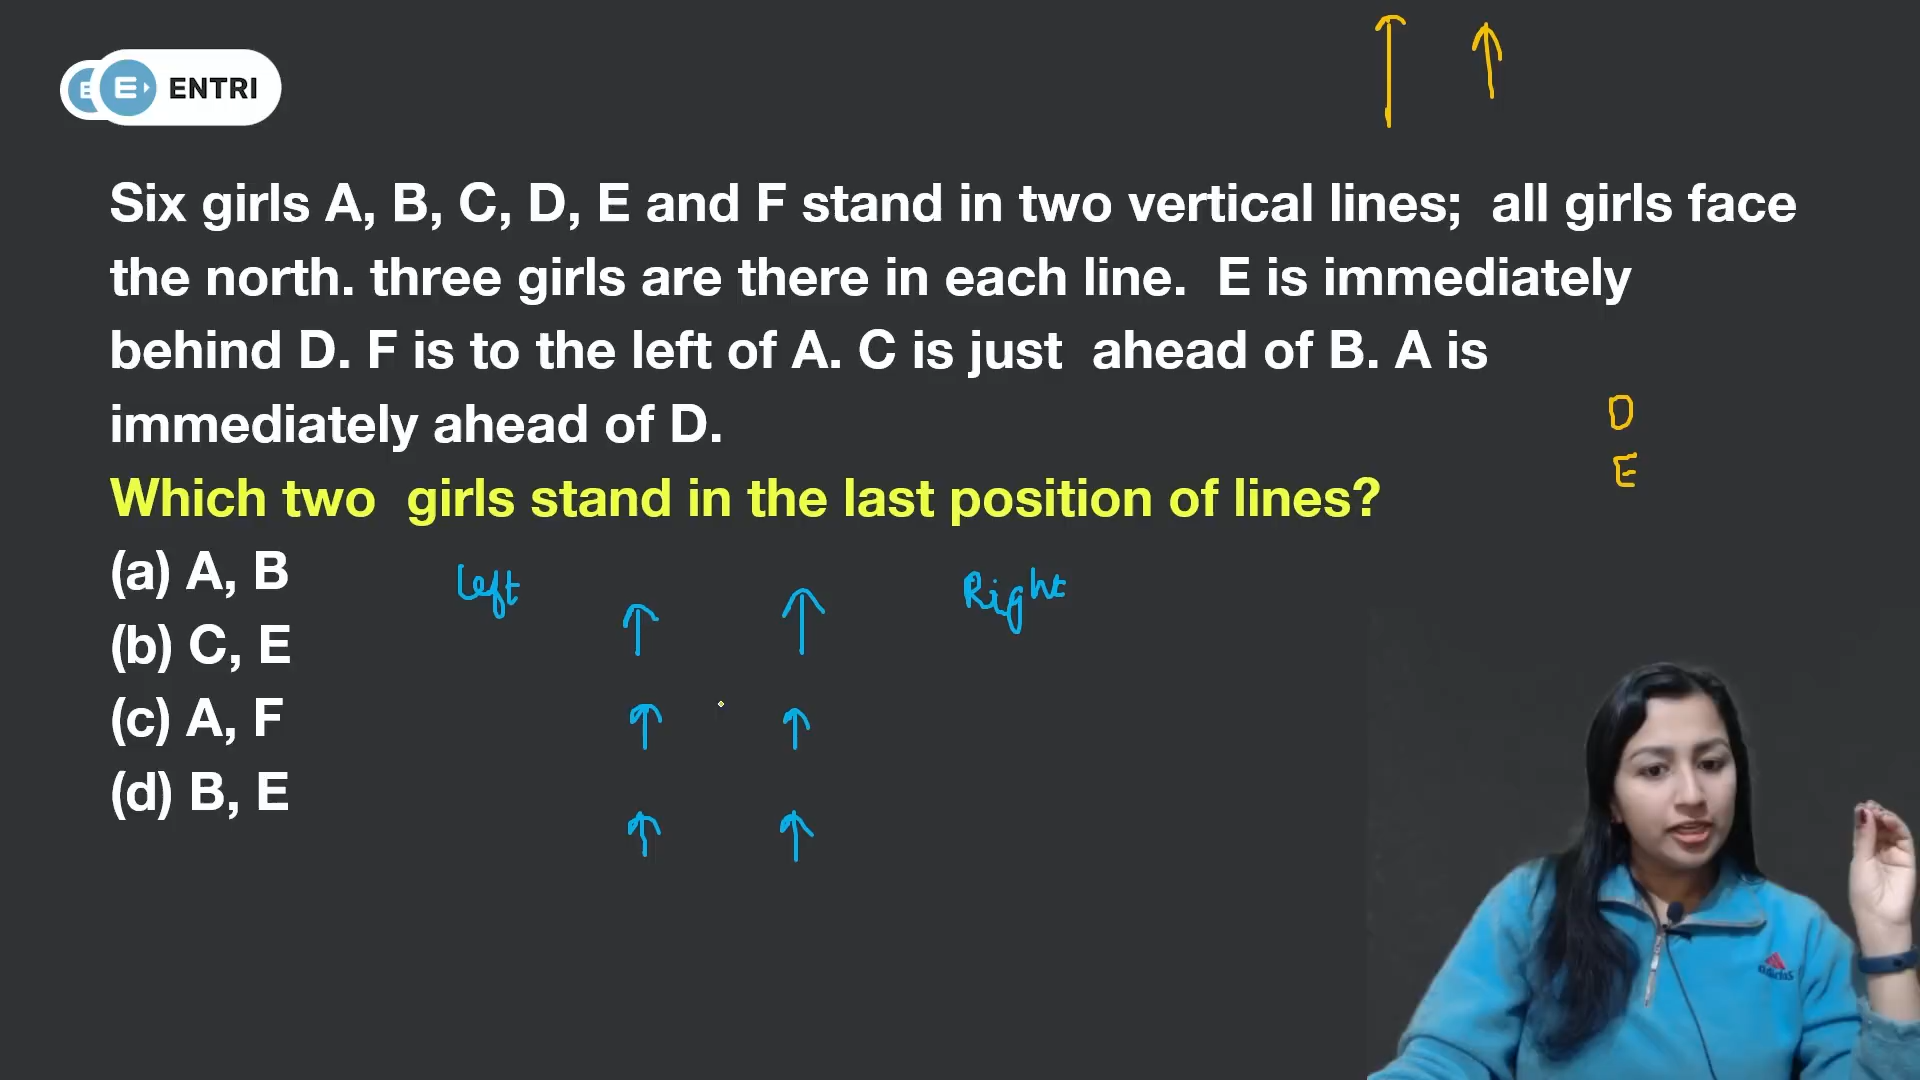 E ENTRI
Six girls A, B, C, D, E and F stand in two vertical lines; all girls face
the north. three girls are there in each line. E is immediately
behind D. F is to the left of A. C is just ahead of B. A is
immediately ahead of D.
D
E
Which two girls stand in the last position of lines?
(a) A, B
(b) C, E
(c) A, F
(d) B, E
Left
Right
adidas